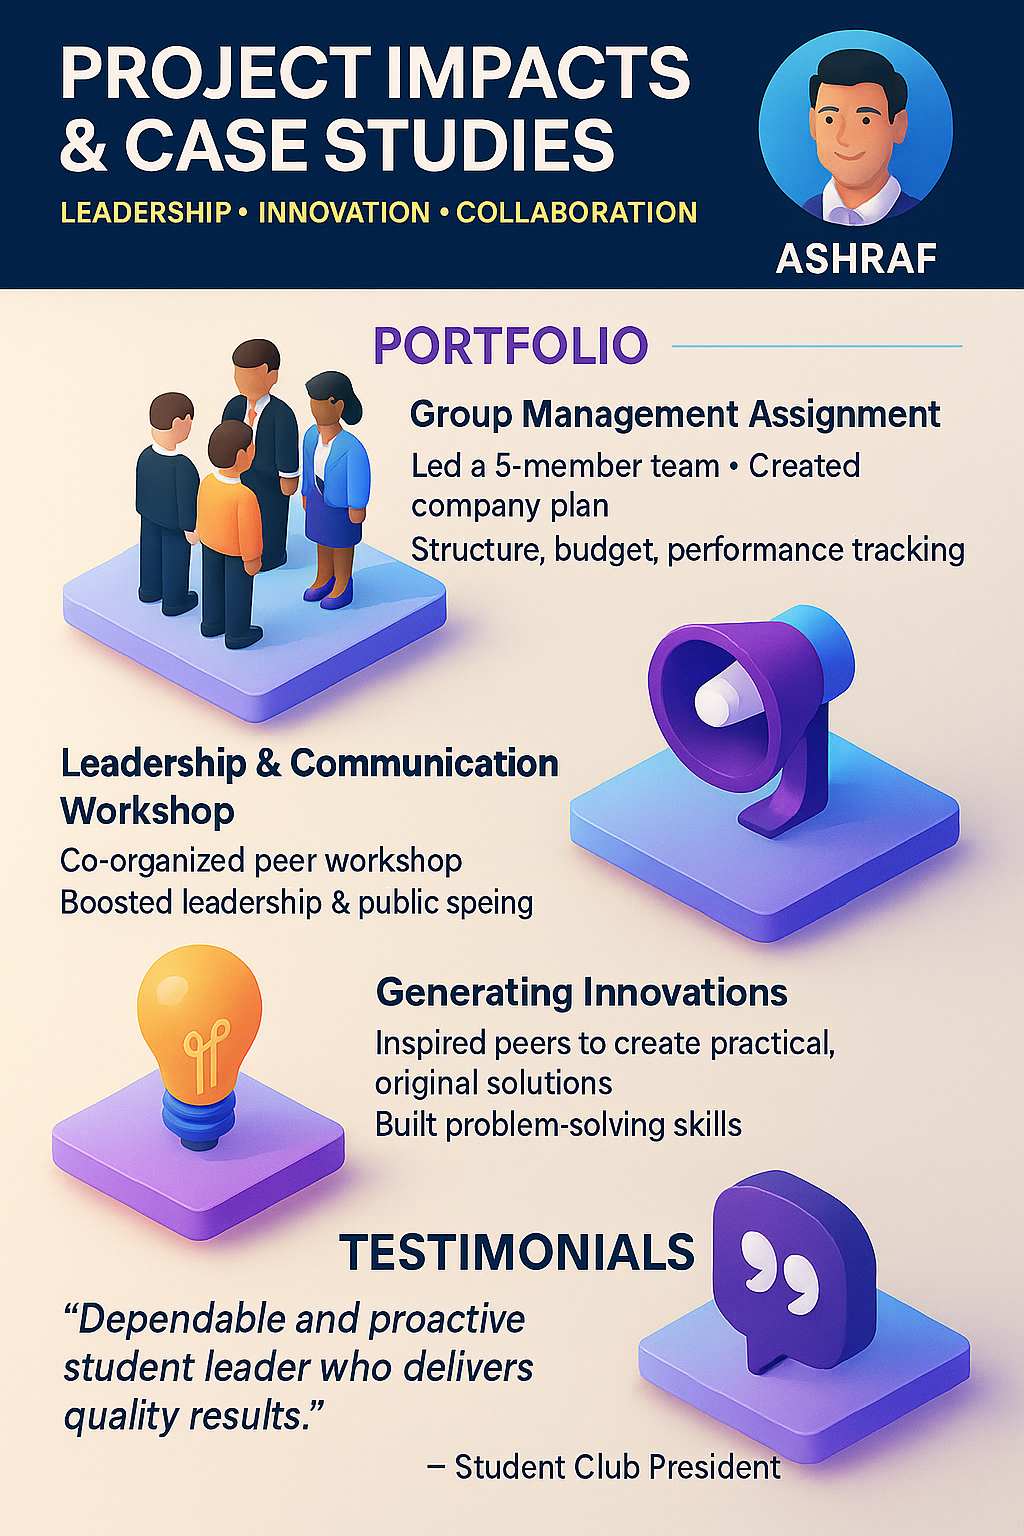 PROJECT IMPACTS
& CASE STUDIES
LEADERSHIP • INNOVATION • COLLABORATION
ASHRAF
PORTFOLIO
Group Management Assignment
Led a 5-member team • Created
company plan
Structure, budget, performance tracking
Leadership & Communication
Workshop
Co-organized peer workshop
Boosted leadership & public speing
Generating Innovations
Inspired peers to create practical,
original solutions
Built problem-solving skills
TESTIMONIALS
“Dependable and proactive
student leader who delivers
quality results.”
– Student Club President